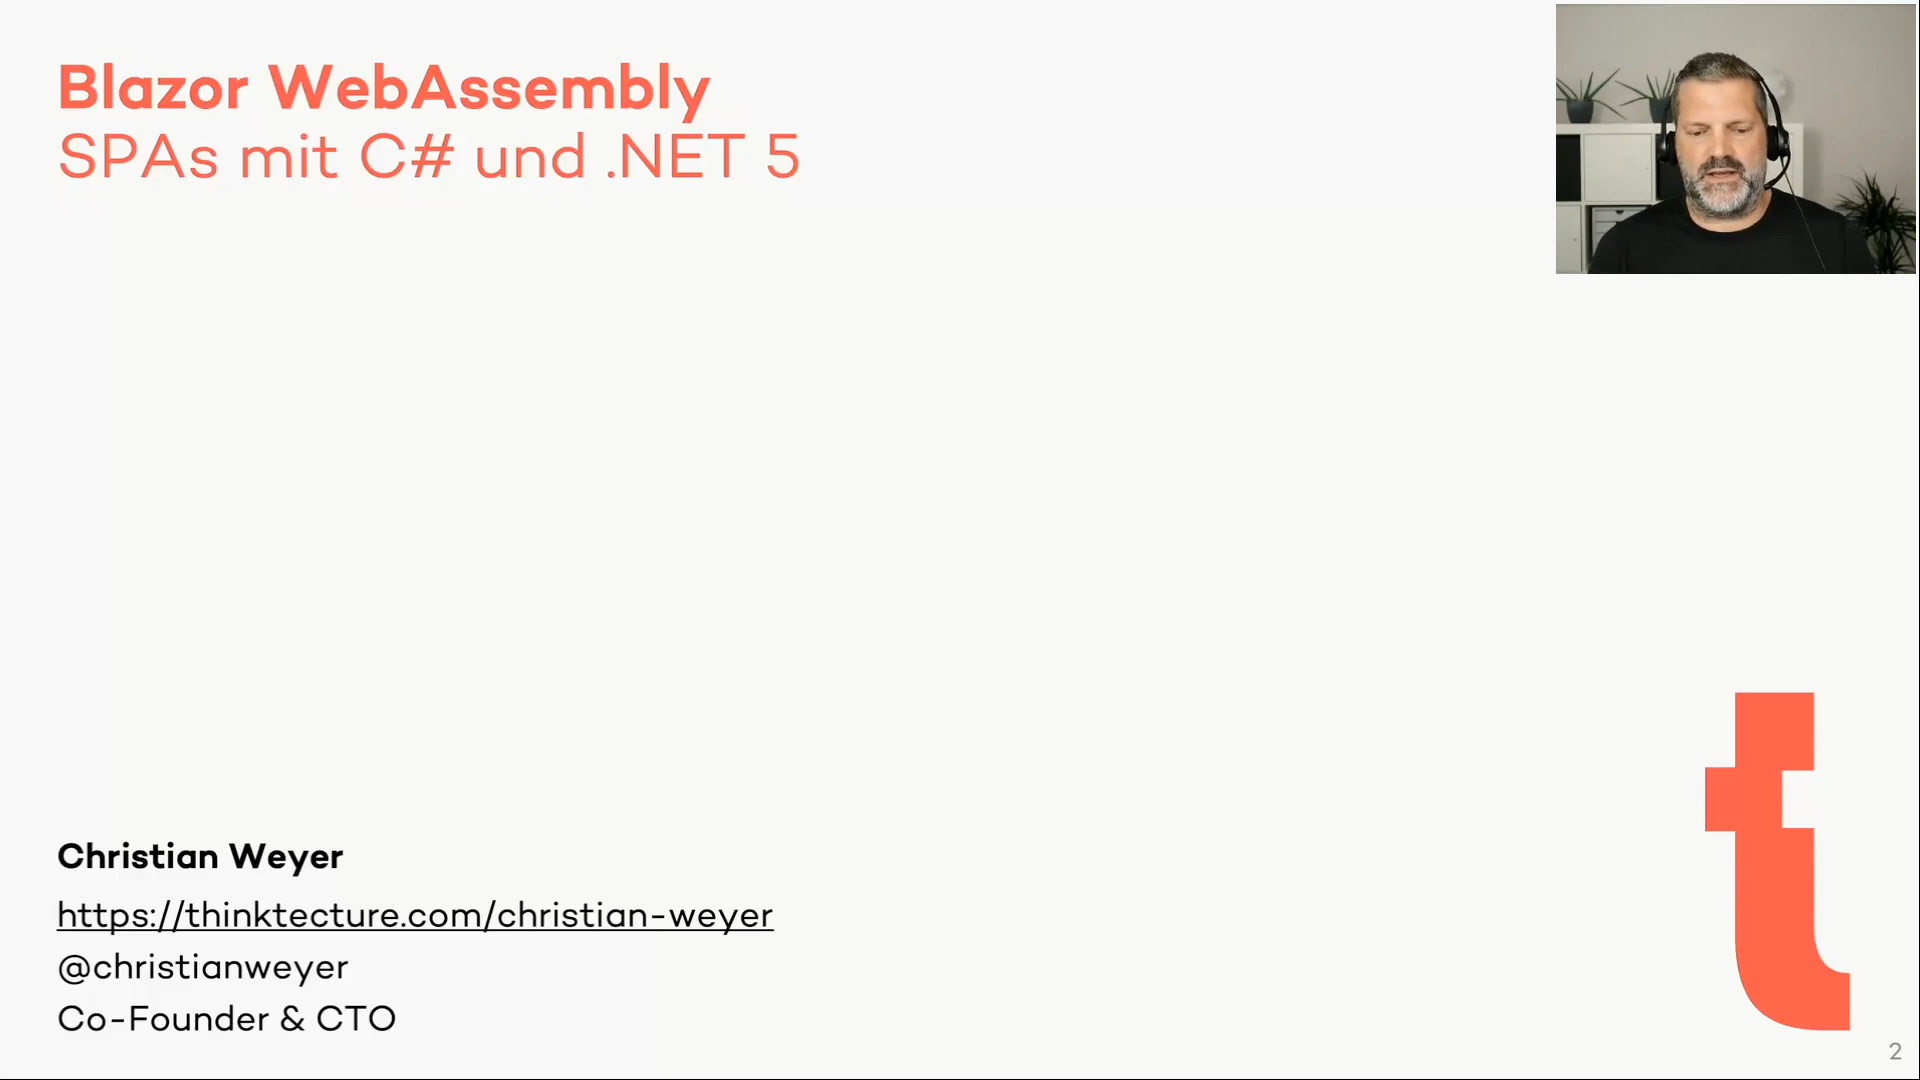 Blazor WebAssembly
SPAs mit C# und .NET 5
Christian Weyer
https://thinktecture.com/christian-weyer
@christianweyer
Co-Founder & CTO
t
2